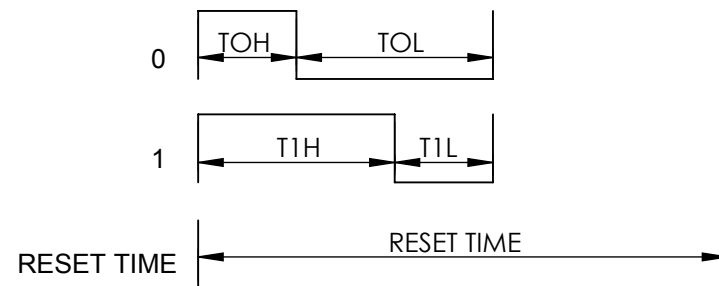 TOH TOL
0
T1H T1L
1
RESET TIME
RESET TIME